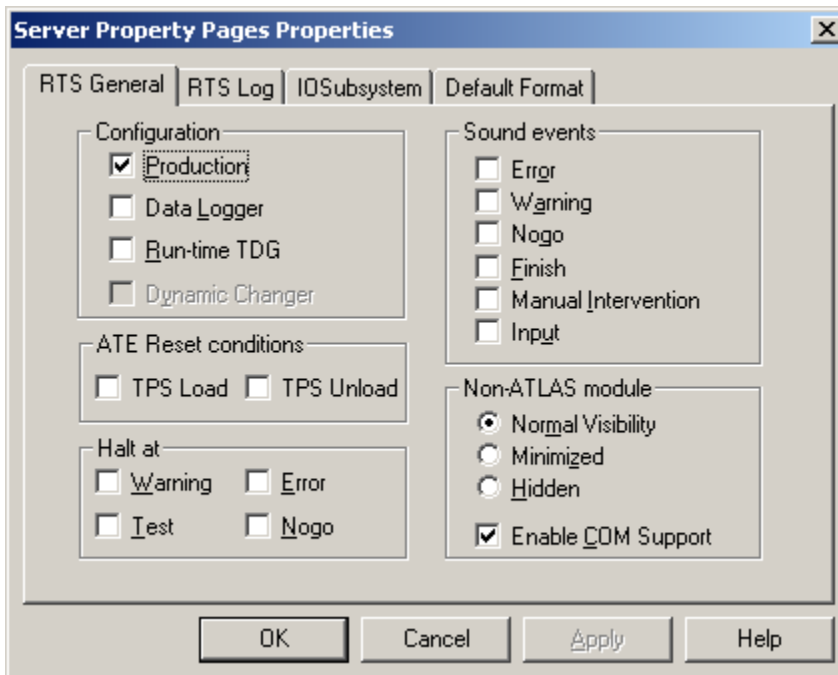 Server Property Pages Properties
RTS General RTS Log IOSubsystem Default Format
Configuration
Production
Data Logger
Run-time TDG
Dynamic Changer
ATE Reset conditions
TPS Load TPS Unload
Halt at
Warning Error
Test Nogo
Sound events
Error
Warning
Nogo
Finish
Manual Intervention
Input
Non-ATLAS module
Normal Visibility
Minimized
Hidden
Enable COM Support
OK Cancel Apply Help